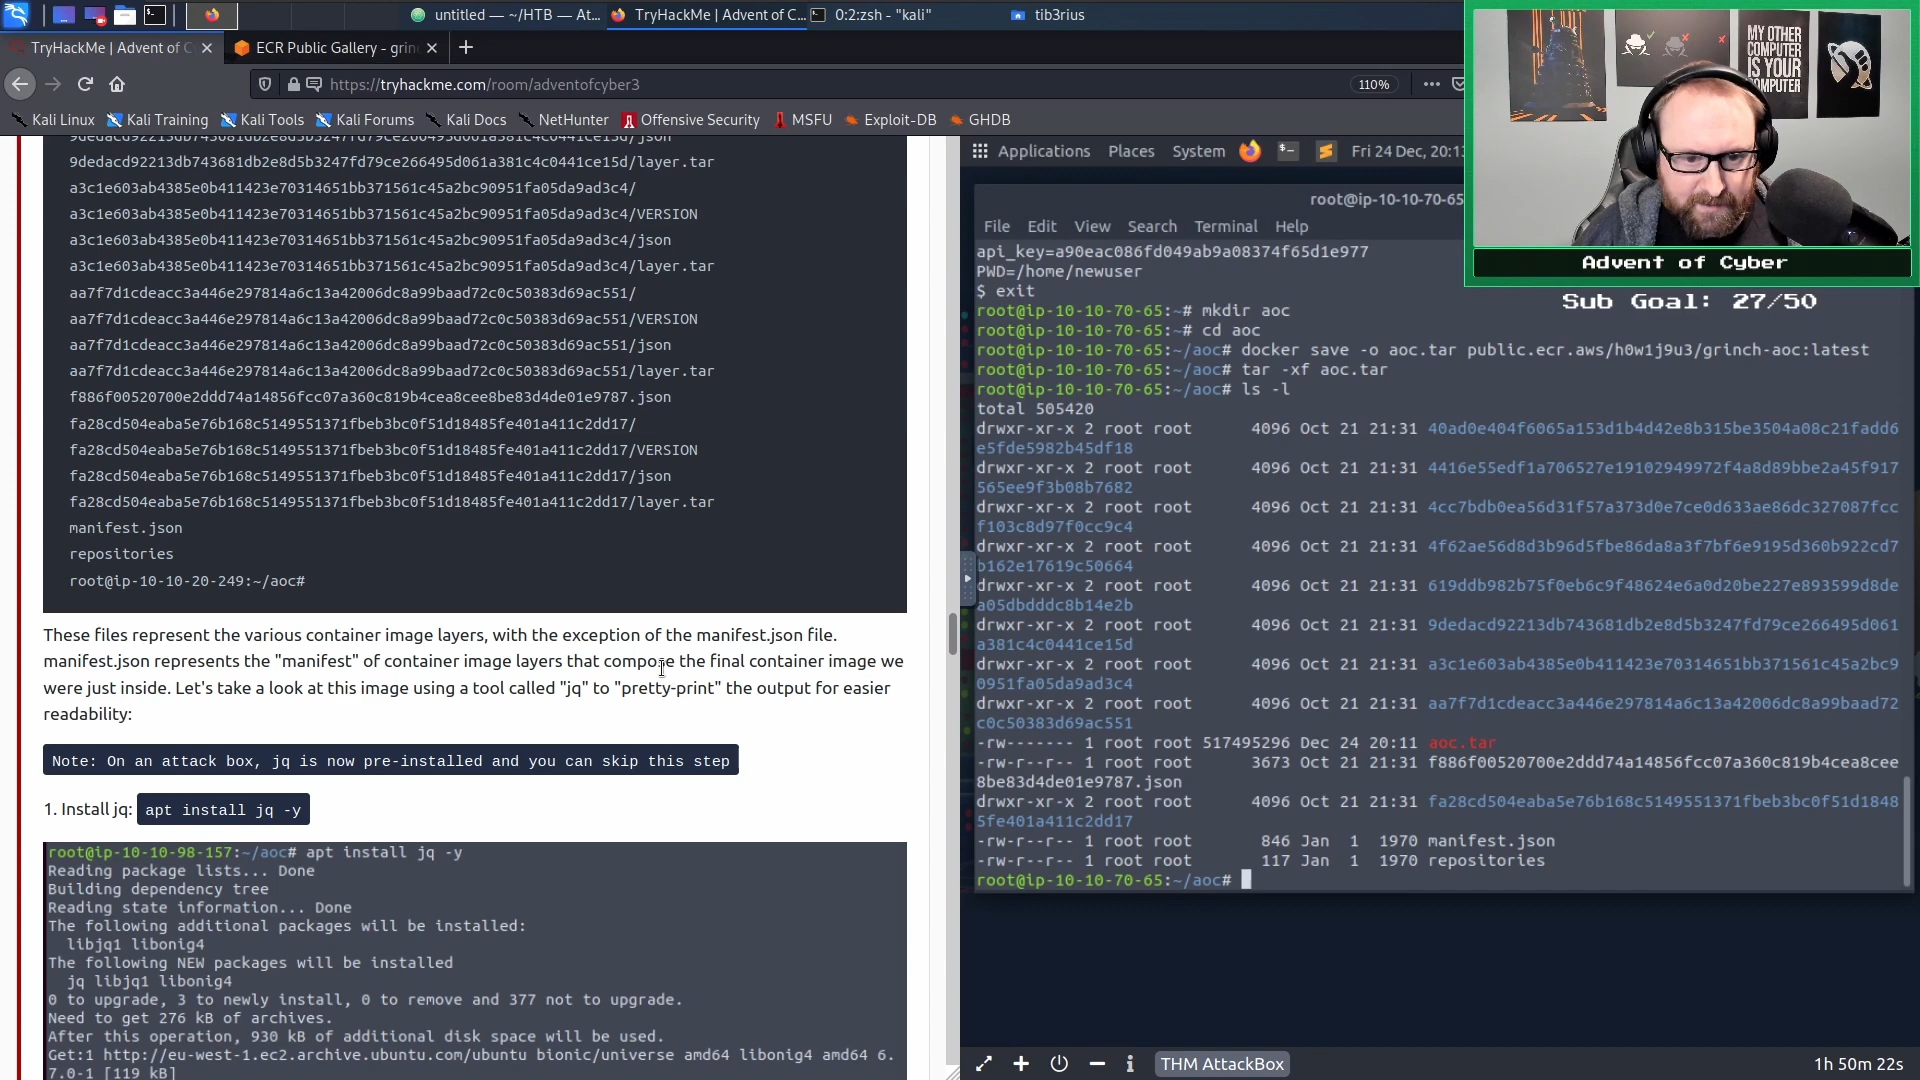 untitled — ~/HTB — At...
TryHackMe | Advent of C...
0:2:zsh - "kali"
tib3rius
TryHackMe | Advent of C
ECR Public Gallery - grin
https://tryhackme.com/room/adventofcyber3
110%
Kali Linux
Kali Training
Kali Tools
Kali Forums
Kali Docs
NetHunter
Offensive Security
MSFU
Exploit-DB
GHDB
9dedacd92213db743681db2e8d5b3247fd79ce266495d061a381c4c0441ce15d/json
9dedacd92213db743681db2e8d5b3247fd79ce266495d061a381c4c0441ce15d/layer.tar
a3c1e603ab4385e0b411423e70314651bb371561c45a2bc90951fa05da9ad3c4/
a3c1e603ab4385e0b411423e70314651bb371561c45a2bc90951fa05da9ad3c4/VERSION
a3c1e603ab4385e0b411423e70314651bb371561c45a2bc90951fa05da9ad3c4/json
a3c1e603ab4385e0b411423e70314651bb371561c45a2bc90951fa05da9ad3c4/layer.tar
aa7f7d1cdeacc3a446e297814a6c13a42006dc8a99baad72c0c50383d69ac551/
aa7f7d1cdeacc3a446e297814a6c13a42006dc8a99baad72c0c50383d69ac551/VERSION
aa7f7d1cdeacc3a446e297814a6c13a42006dc8a99baad72c0c50383d69ac551/json
aa7f7d1cdeacc3a446e297814a6c13a42006dc8a99baad72c0c50383d69ac551/layer.tar
f886f00520700e2ddd74a14856fcc07a360c819b4cea8cee8be83d4de01e9787.json
fa28cd504eaba5e76b168c5149551371fbeb3bc0f51d18485fe401a411c2dd17/
fa28cd504eaba5e76b168c5149551371fbeb3bc0f51d18485fe401a411c2dd17/VERSION
fa28cd504eaba5e76b168c5149551371fbeb3bc0f51d18485fe401a411c2dd17/json
fa28cd504eaba5e76b168c5149551371fbeb3bc0f51d18485fe401a411c2dd17/layer.tar
manifest.json
repositories
root@ip-10-10-20-249:~/aoc#
These files represent the various container image layers, with the exception of the manifest.json file.
manifest.json represents the "manifest" of container image layers that compose the final container image we
were just inside. Let's take a look at this image using a tool called "jq" to "pretty-print" the output for easier
readability:
Note: On an attack box, jq is now pre-installed and you can skip this step
1. Install jq: apt install jq -y
root@ip-10-10-98-157:~/aoc# apt install jq -y
Reading package lists... Done
Building dependency tree
Reading state information... Done
The following additional packages will be installed:
libjq1 libonig4
The following NEW packages will be installed
jq libjq1 libonig4
0 to upgrade, 3 to newly install, 0 to remove and 377 not to upgrade.
Need to get 276 kB of archives.
After this operation, 930 kB of additional disk space will be used.
Get:1 http://eu-west-1.ec2.archive.ubuntu.com/ubuntu bionic/universe amd64 libonig4 amd64 6.
7.0-1 [119 kB]
Applications Places System Fri 24 Dec, 20:13
root@ip-10-10-70-65
File Edit View Search Terminal Help
api_key=a90eac086fd049ab9a08374f65d1e977
PWD=/home/newuser
$ exit
root@ip-10-10-70-65:~# mkdir aoc
root@ip-10-10-70-65:~# cd aoc
root@ip-10-10-70-65:~/aoc# docker save -o aoc.tar public.ecr.aws/h0w1j9u3/grinch-aoc:latest
root@ip-10-10-70-65:~/aoc# tar -xf aoc.tar
root@ip-10-10-70-65:~/aoc# ls -l
total 505420
drwxr-xr-x 2 root root 4096 Oct 21 21:31 40ad0e404f6065a153d1b4d42e8b315be3504a08c21fadd6
e5fde5982b45df18
drwxr-xr-x 2 root root 4096 Oct 21 21:31 4416e55edf1a706527e19102949972f4a8d89bbe2a45f917
565ee9f3b08b7682
drwxr-xr-x 2 root root 4096 Oct 21 21:31 4cc7bdb0ea56d31f57a373d0e7ce0d633ae86dc327087fcc
f103c8d97f0cc9c4
drwxr-xr-x 2 root root 4096 Oct 21 21:31 4f62ae56d8d3b96d5fbe86da8a3f7bf6e9195d360b922cd7
b162e17619c50664
drwxr-xr-x 2 root root 4096 Oct 21 21:31 619ddb982b75f0eb6c9f48624e6a0d20be227e893599d8de
a05dbdddc8b14e2b
drwxr-xr-x 2 root root 4096 Oct 21 21:31 9dedacd92213db743681db2e8d5b3247fd79ce266495d061
a381c4c0441ce15d
drwxr-xr-x 2 root root 4096 Oct 21 21:31 a3c1e603ab4385e0b411423e70314651bb371561c45a2bc9
0951fa05da9ad3c4
drwxr-xr-x 2 root root 4096 Oct 21 21:31 aa7f7d1cdeacc3a446e297814a6c13a42006dc8a99baad72
c0c50383d69ac551
-rw------- 1 root root 517495296 Dec 24 20:11 aoc.tar
-rw-r--r-- 1 root root 3673 Oct 21 21:31 f886f00520700e2ddd74a14856fcc07a360c819b4cea8cee
8be83d4de01e9787.json
drwxr-xr-x 2 root root 4096 Oct 21 21:31 fa28cd504eaba5e76b168c5149551371fbeb3bc0f51d1848
5fe401a411c2dd17
-rw-r--r-- 1 root root 846 Jan 1 1970 manifest.json
-rw-r--r-- 1 root root 117 Jan 1 1970 repositories
root@ip-10-10-70-65:~/aoc#
THM AttackBox
1h 50m 22s
MY OTHER
COMPUTER
IS YOUR
COMPUTER
Advent of Cyber
Sub Goal: 27/50